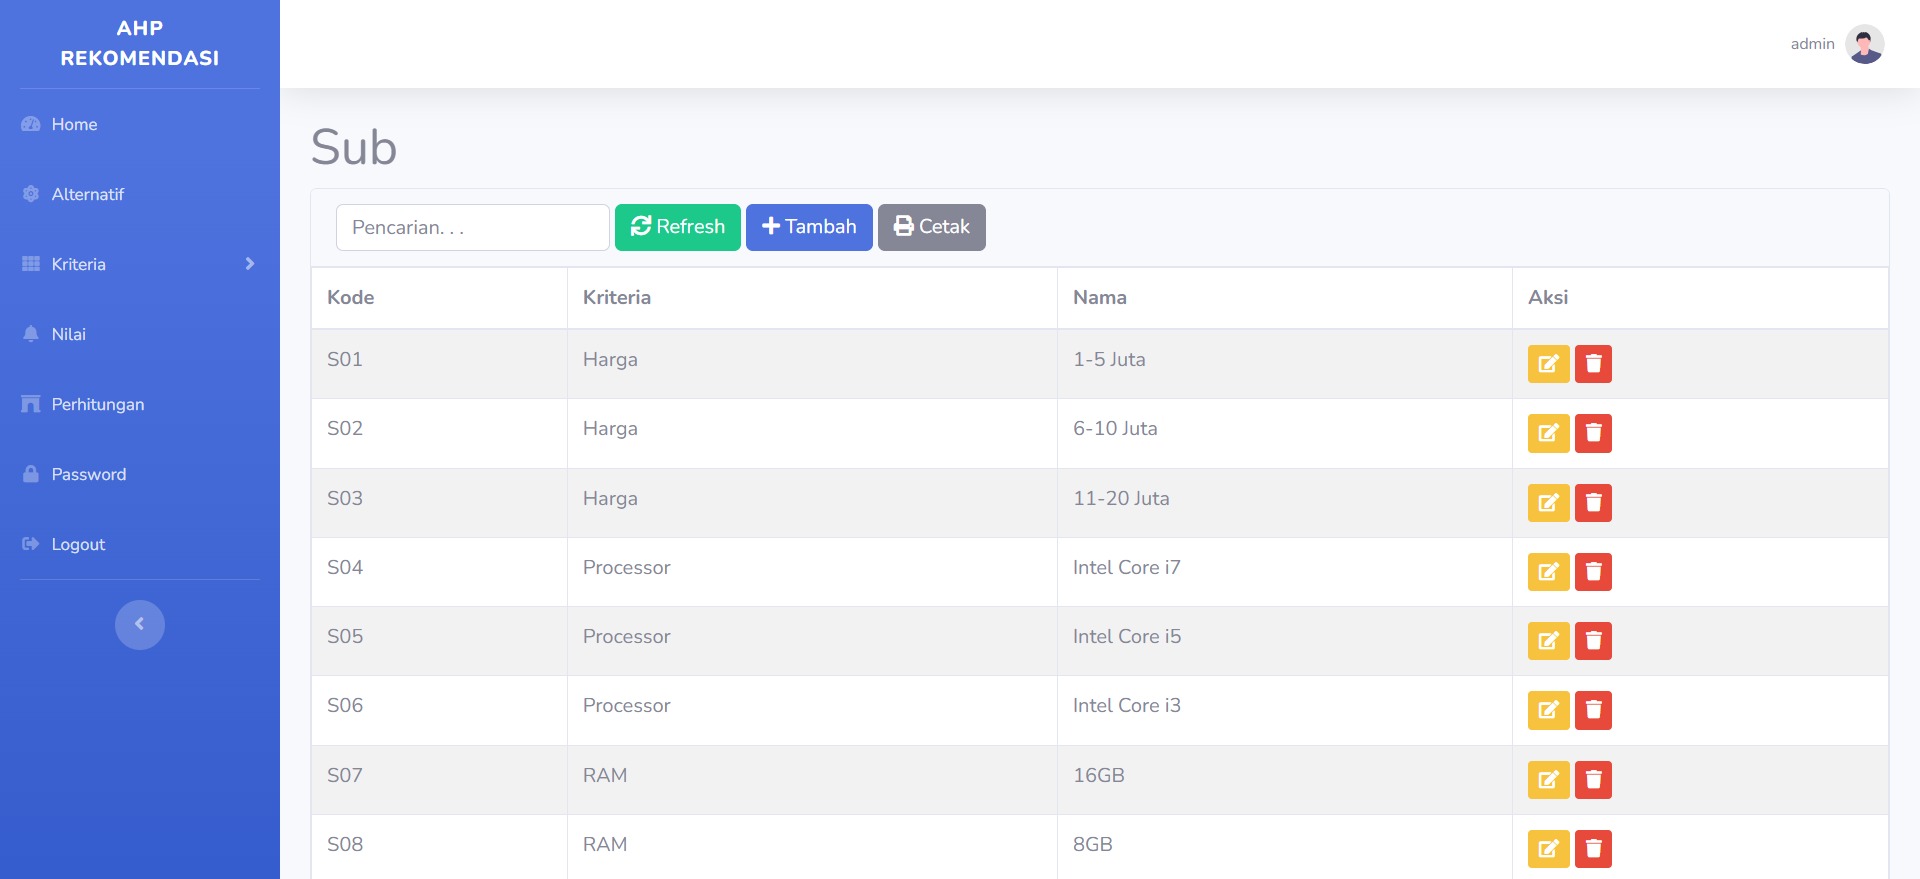 AHP
REKOMENDASI
Home
Alternatif
Kriteria
Nilai
Perhitungan
Password
Logout
admin
Sub
Pencarian. . .
Refresh
Tambah
Cetak
Kode Kriteria Nama Aksi
S01 Harga 1-5 Juta
S02 Harga 6-10 Juta
S03 Harga 11-20 Juta
S04 Processor Intel Core i7
S05 Processor Intel Core i5
S06 Processor Intel Core i3
S07 RAM 16GB
S08 RAM 8GB